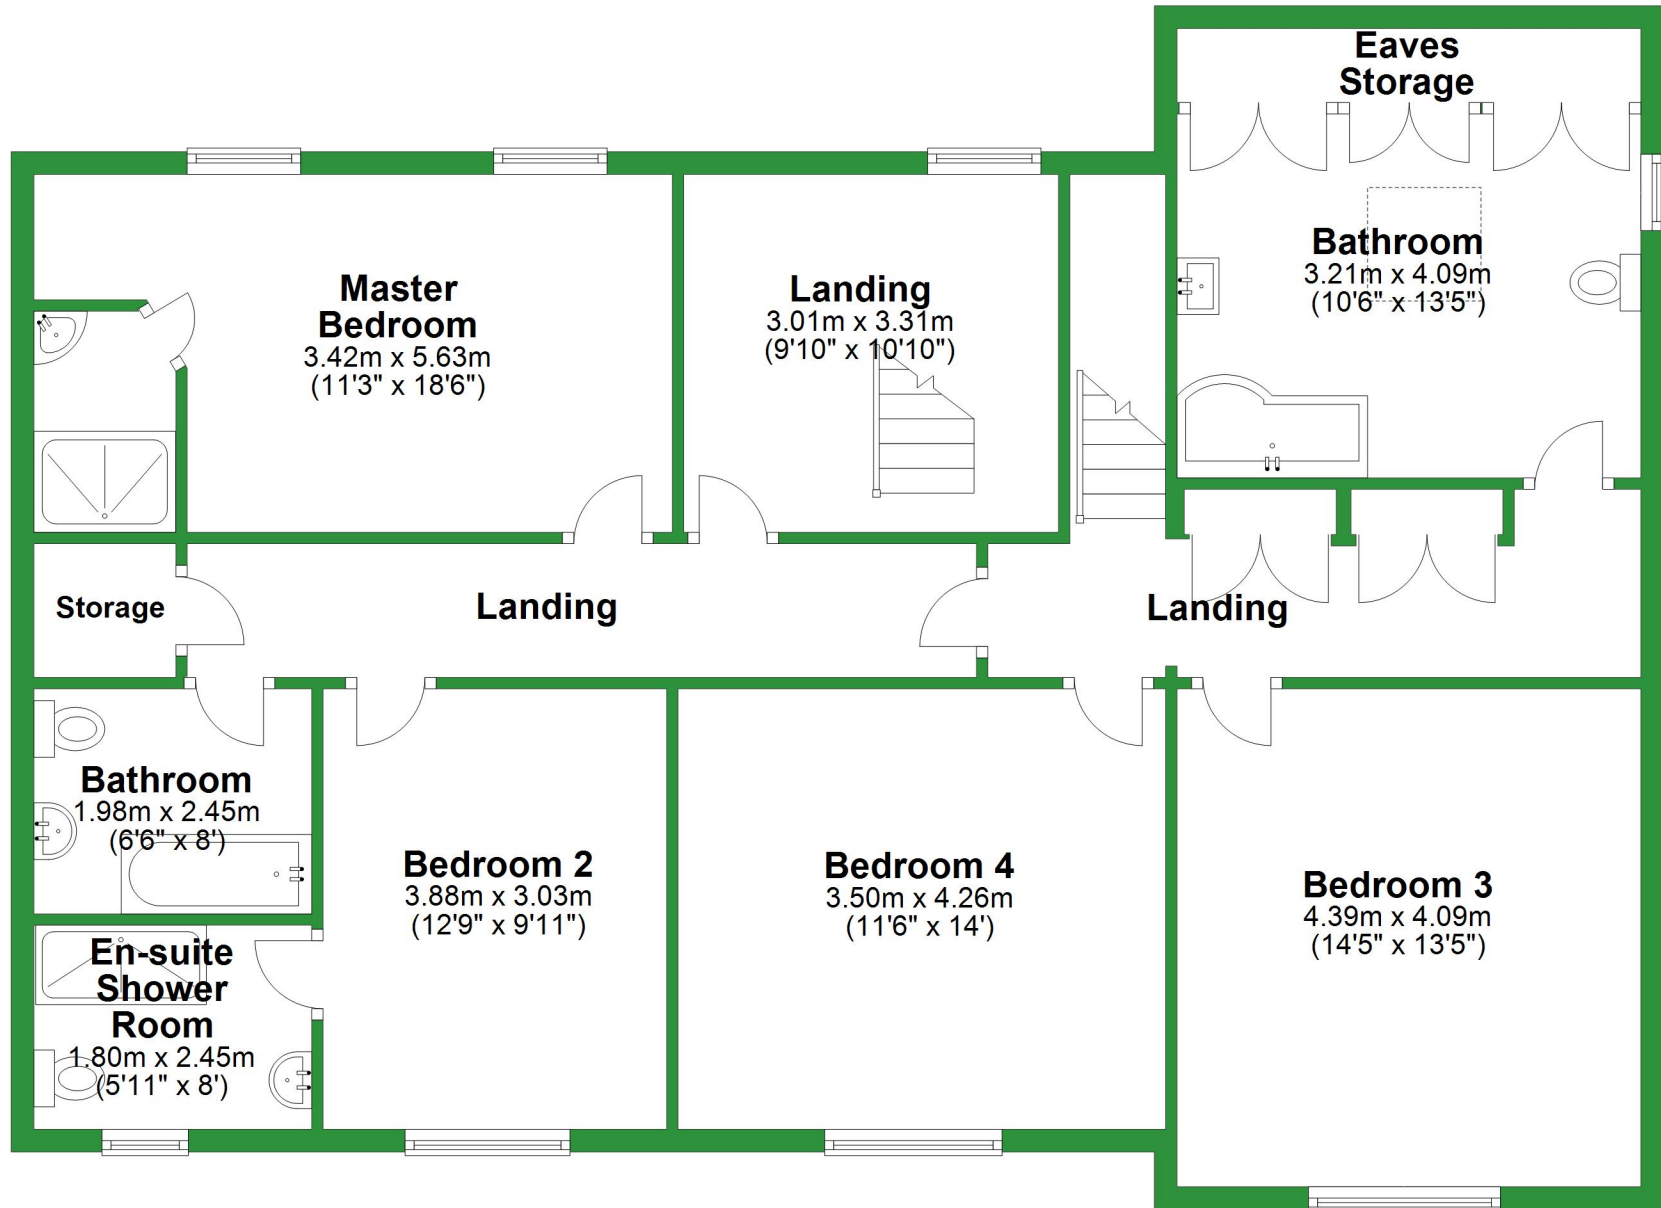 Eaves
Storage
Bathroom
3.21m x 4.09m
(10'6" x 13'5")
Master
Bedroom
3.42m x 5.63m
(11'3" x 18'6")
Landing
3.01m x 3.31m
(9'10" x 10'10")
Storage
Landing
Landing
Bathroom
1.98m x 2.45m
(6'6" x 8')
Bedroom 2
3.88m x 3.03m
(12'9" x 9'11")
Bedroom 4
3.50m x 4.26m
(11'6" x 14')
Bedroom 3
4.39m x 4.09m
(14'5" x 13'5")
En-suite
Shower
Room
1.80m x 2.45m
(5'11" x 8')